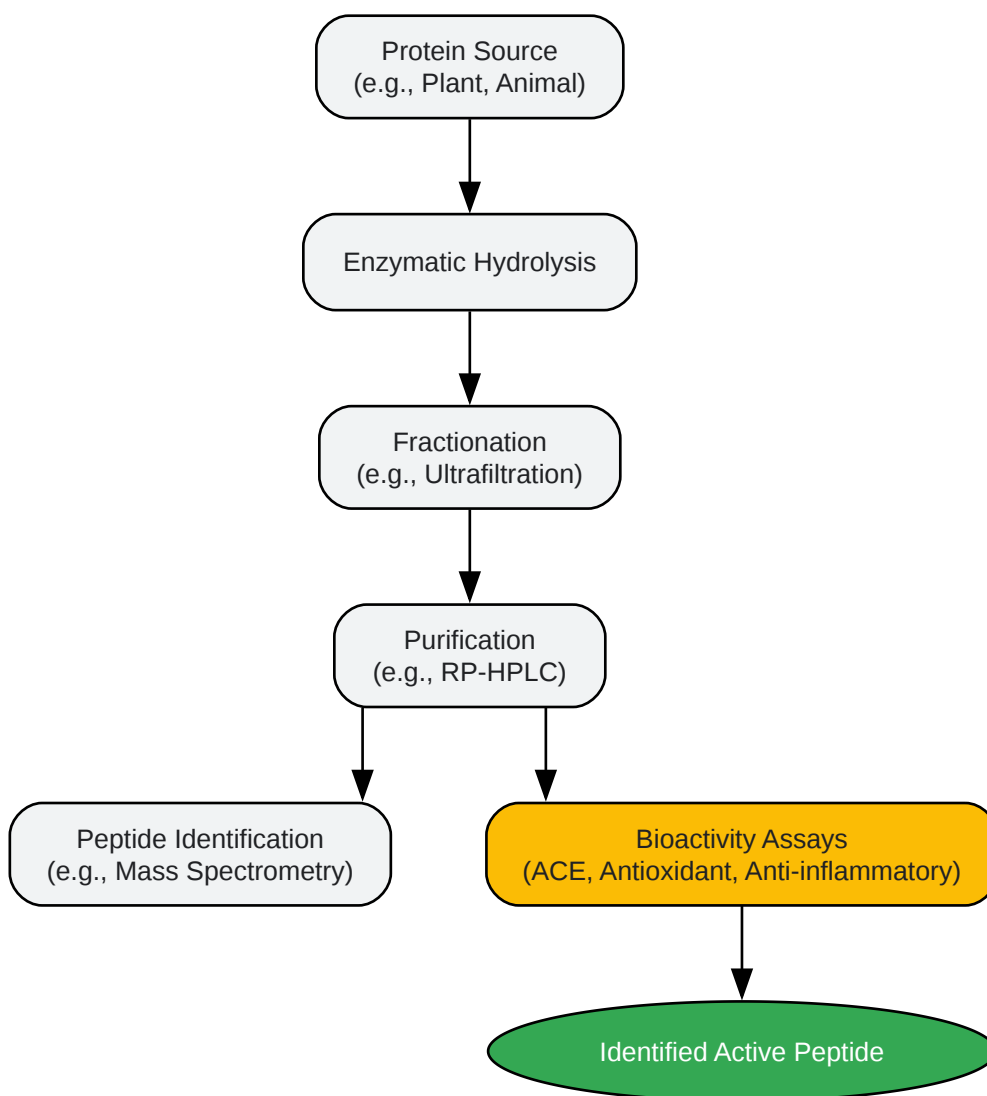 Protein Source
(e.g., Plant, Animal)
Enzymatic Hydrolysis
Fractionation
(e.g., Ultrafiltration)
Purification
(e.g., RP-HPLC)
Peptide Identification
(e.g., Mass Spectrometry)
Bioactivity Assays
(ACE, Antioxidant, Anti-inflammatory)
Identified Active Peptide